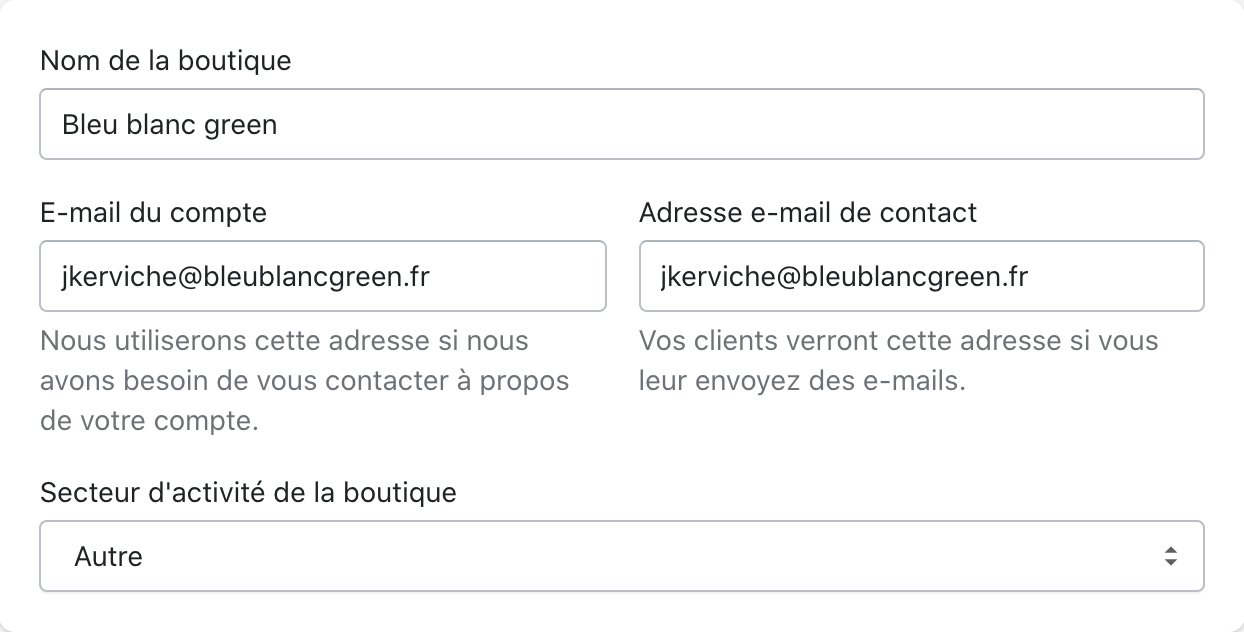 Nom de la boutique
Bleu blanc green
E-mail du compte
jkerviche@bleublancgreen.fr
Nous utiliserons cette adresse si nous
avons besoin de vous contacter à propos
de votre compte.
Adresse e-mail de contact
jkerviche@bleublancgreen.fr
Vos clients verront cette adresse si vous
leur envoyez des e-mails.
Secteur d'activité de la boutique
Autre